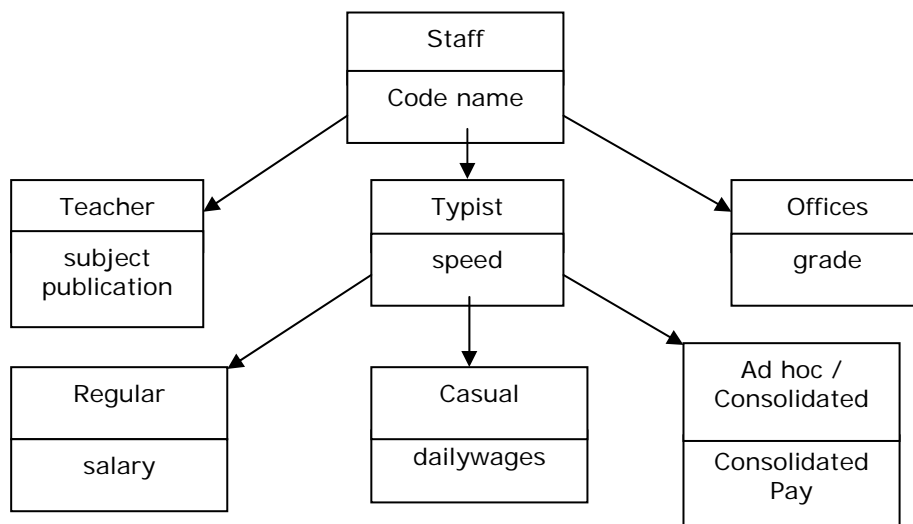 Staff
Code name
Teacher
subject
publication
Typist
speed
Offices
grade
Regular
salary
Casual
dailywages
Ad hoc /
Consolidated
Consolidated
Pay